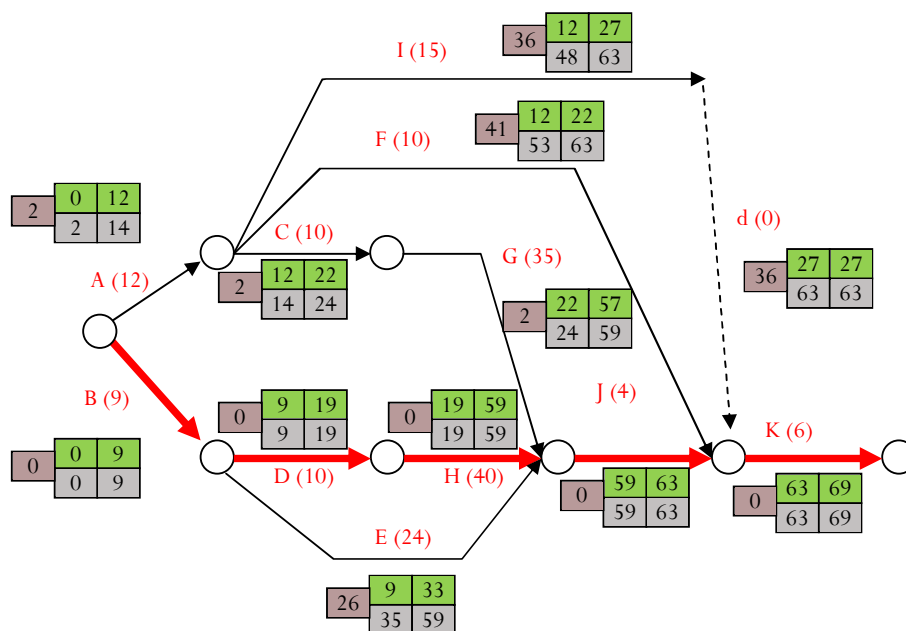 36 12 27
48 63
I (15)
41 12 22
53 63
F (10)
2 0 12
2 14
d (0)
C (10)
G (35)
36 27 27
63 63
A (12)
2 12 22
14 24
2 22 57
24 59
B (9)
0 9 19
9 19
0 19 59
19 59
J (4)
K (6)
0 0 9
0 9
D (10)
H (40)
0 59 63
59 63
0 63 69
63 69
E (24)
26 9 33
35 59